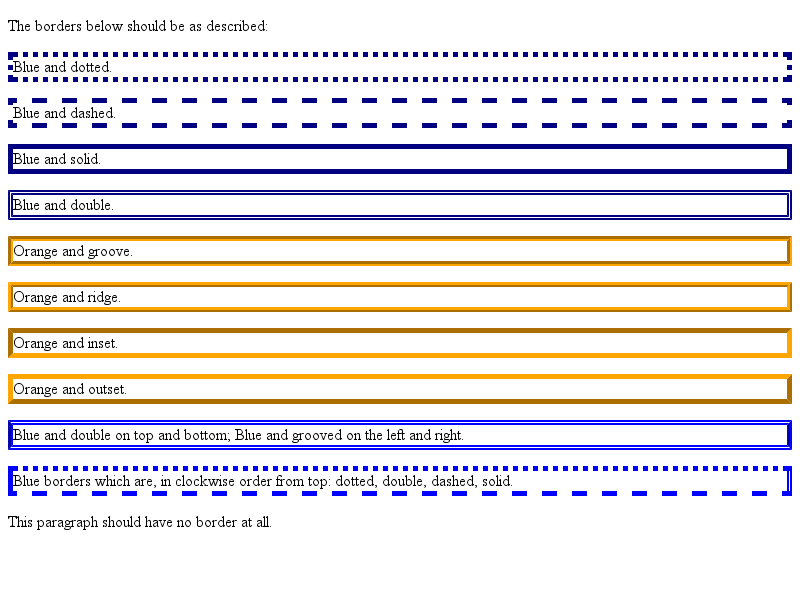 The borders below should be as described:
Blue and dotted.
Blue and dashed.
Blue and solid.
Blue and double.
Orange and groove.
Orange and ridge.
Orange and inset.
Orange and outset.
Blue and double on top and bottom; Blue and grooved on the left and right.
Blue borders which are, in clockwise order from top: dotted, double, dashed, solid.
This paragraph should have no border at all.